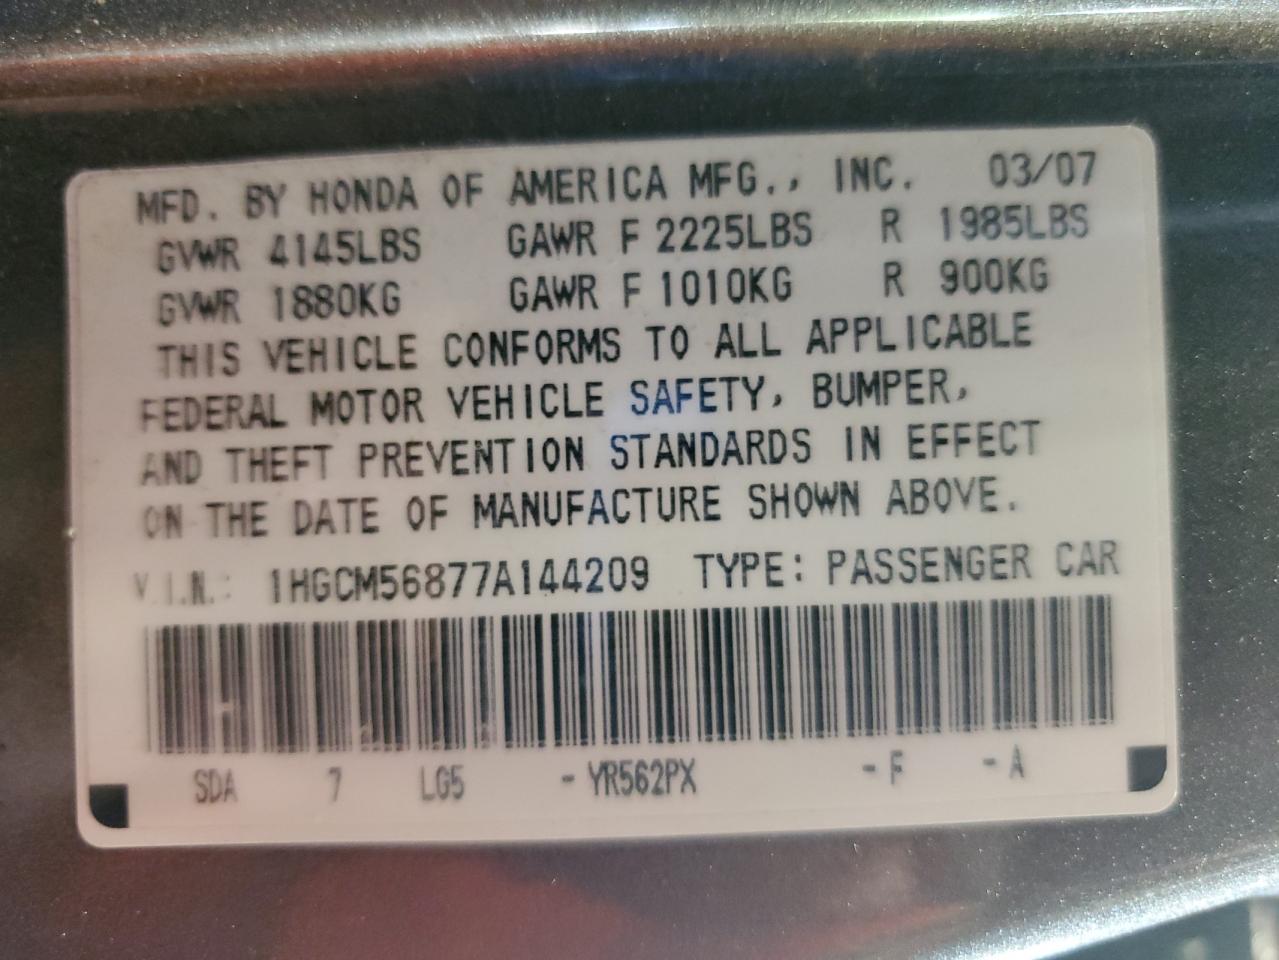 MFD. BY HONDA OF AMERICA MFG., INC. 03/07
GVWR 4145LBS GAWR F 2225LBS R 1985LBS
GVWR 1880KG GAWR F 1010KG R 900KG
THIS VEHICLE CONFORMS TO ALL APPLICABLE
FEDERAL MOTOR VEHICLE SAFETY, BUMPER,
AND THEFT PREVENTION STANDARDS IN EFFECT
ON THE DATE OF MANUFACTURE SHOWN ABOVE.
V.I.N.: 1HGCM56877A144209 TYPE: PASSENGER CAR
SDA 7 LG5 -YR562PX -F -A